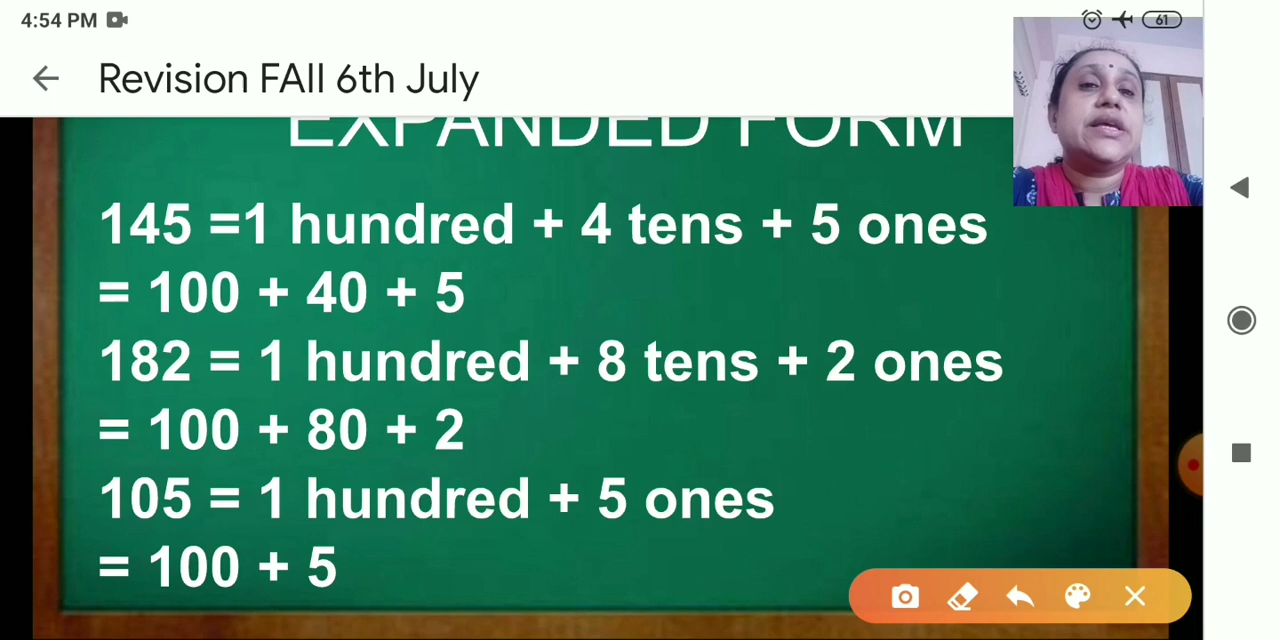 4:54 PM
61
Revision FAII 6th July
EXPANDED FORM
145 =1 hundred + 4 tens + 5 ones
= 100 + 40 + 5
182 = 1 hundred + 8 tens + 2 ones
= 100 + 80 + 2
105 = 1 hundred + 5 ones
= 100 + 5